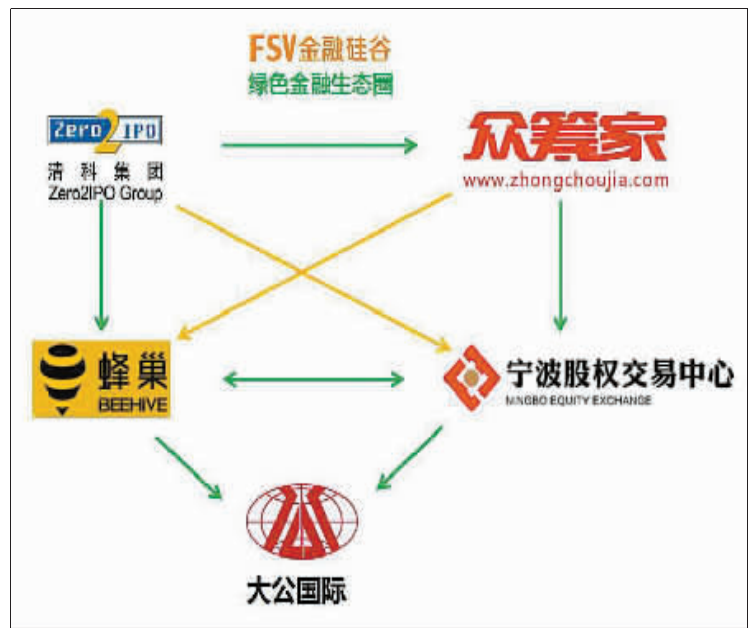 FSV金融硅谷
绿色金融生态圈
Zero2IPO
清科集团
Zero2IPO Group
众筹家
www.zhongchoujia.com
蜂巢
BEEHIVE
宁波股权交易中心
NINGBO EQUITY EXCHANGE
大公国际